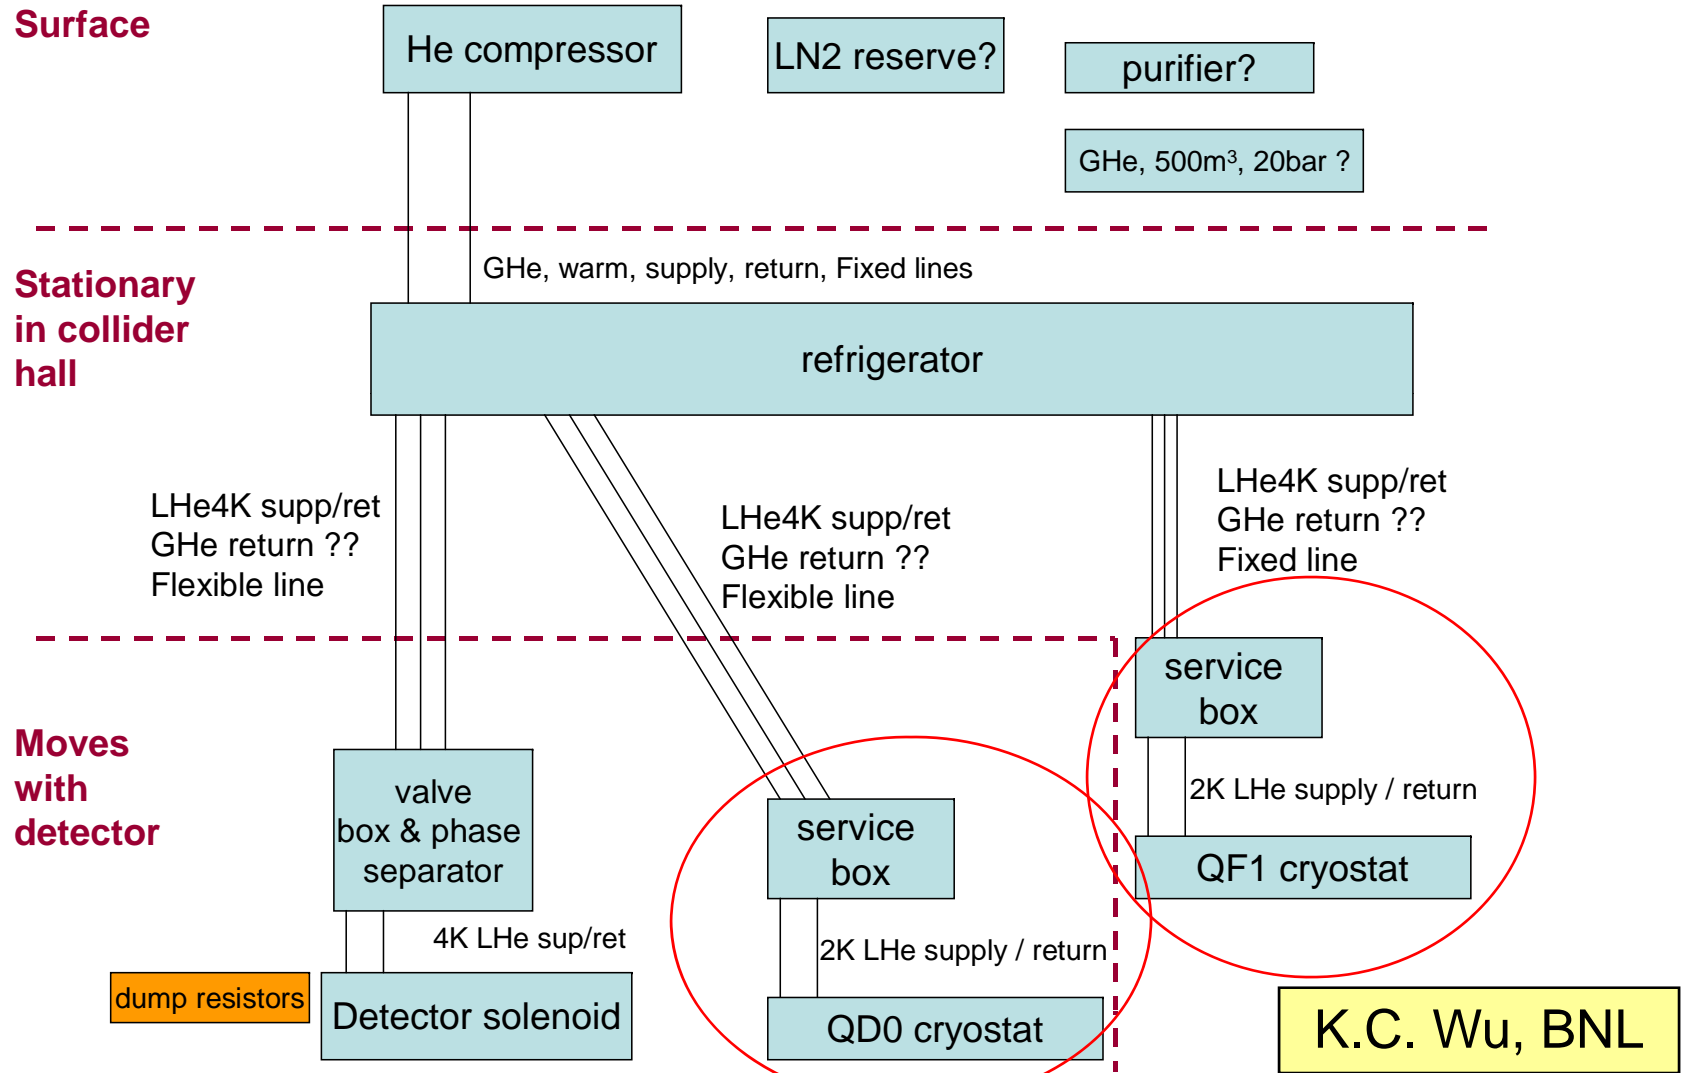 Surface
He compressor
LN2 reserve?
purifier?
GHe, 500m³, 20bar ?
GHe, warm, supply, return, Fixed lines
Stationary
in collider
hall
refrigerator
LHe4K supp/ret
GHe return ??
Flexible line
LHe4K supp/ret
GHe return ??
Flexible line
LHe4K supp/ret
GHe return ??
Fixed line
Moves
with
detector
valve
box & phase
separator
service
box
service
box
2K LHe supply / return
QF1 cryostat
4K LHe sup/ret
2K LHe supply / return
dump resistors
Detector solenoid
QD0 cryostat
K.C. Wu, BNL